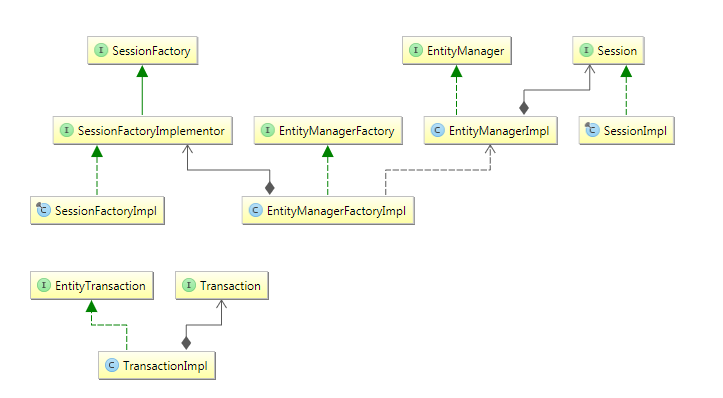 I SessionFactory
I EntityManager
I Session
I SessionFactoryImplementor
I EntityManagerFactory
C EntityManagerImpl
C SessionImpl
C SessionFactoryImpl
C EntityManagerFactoryImpl
I EntityTransaction
I Transaction
C TransactionImpl